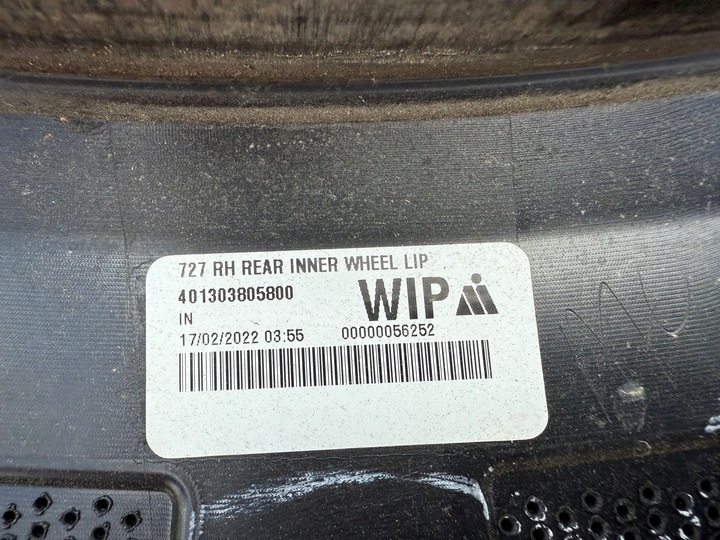 727 RH REAR INNER WHEEL LIP
401303805800
WIP
IN
17/02/2022 03:55 00000056252